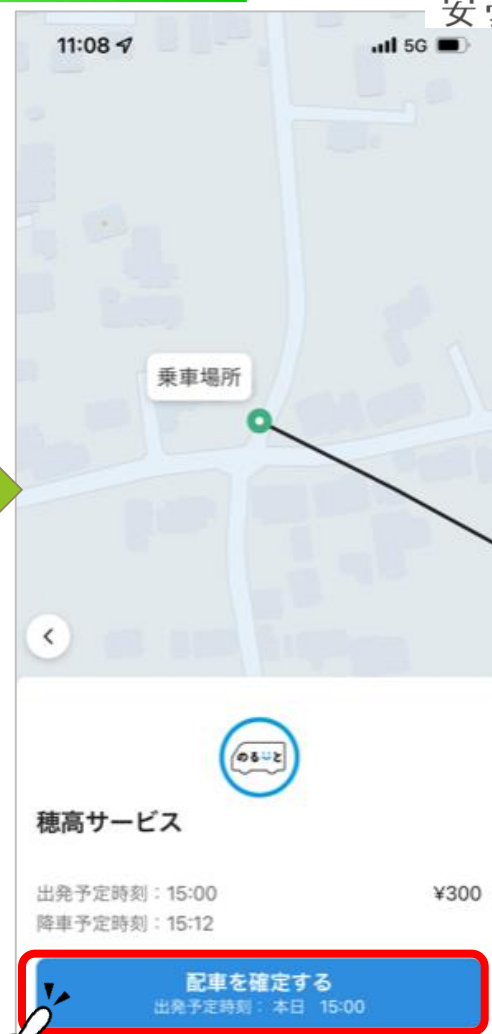 11:08
5G
乗車場所
のるーと
穂高サービス
出発予定時刻：15:00
¥300
降車予定時刻：15:12
配車を確定する
出発予定時刻： 本日 15:00